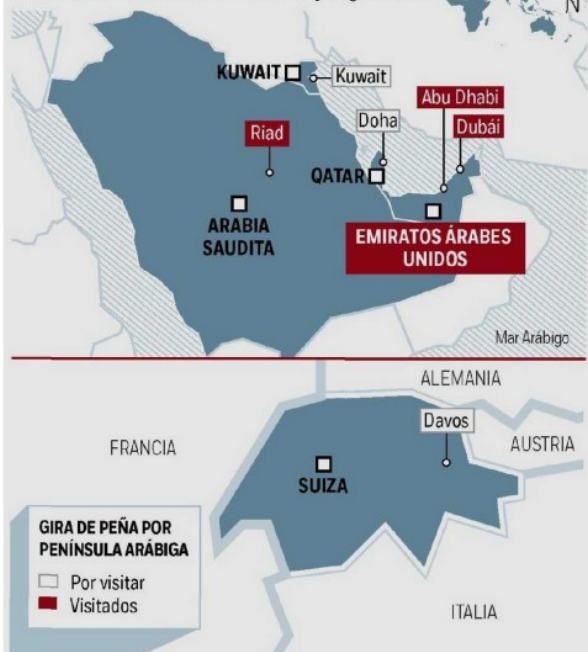 N
KUWAIT
Kuwait
Abu Dhabi
Doha
Dubái
Riad
QATAR
ARABIA
SAUDITA
EMIRATOS ÁRABES
UNIDOS
Mar Arábigo
ALEMANIA
FRANCIA
Davos
AUSTRIA
SUIZA
GIRA DE PEÑA POR
PENÍNSULA ARÁBIGA
Por visitar
Visitados
ITALIA